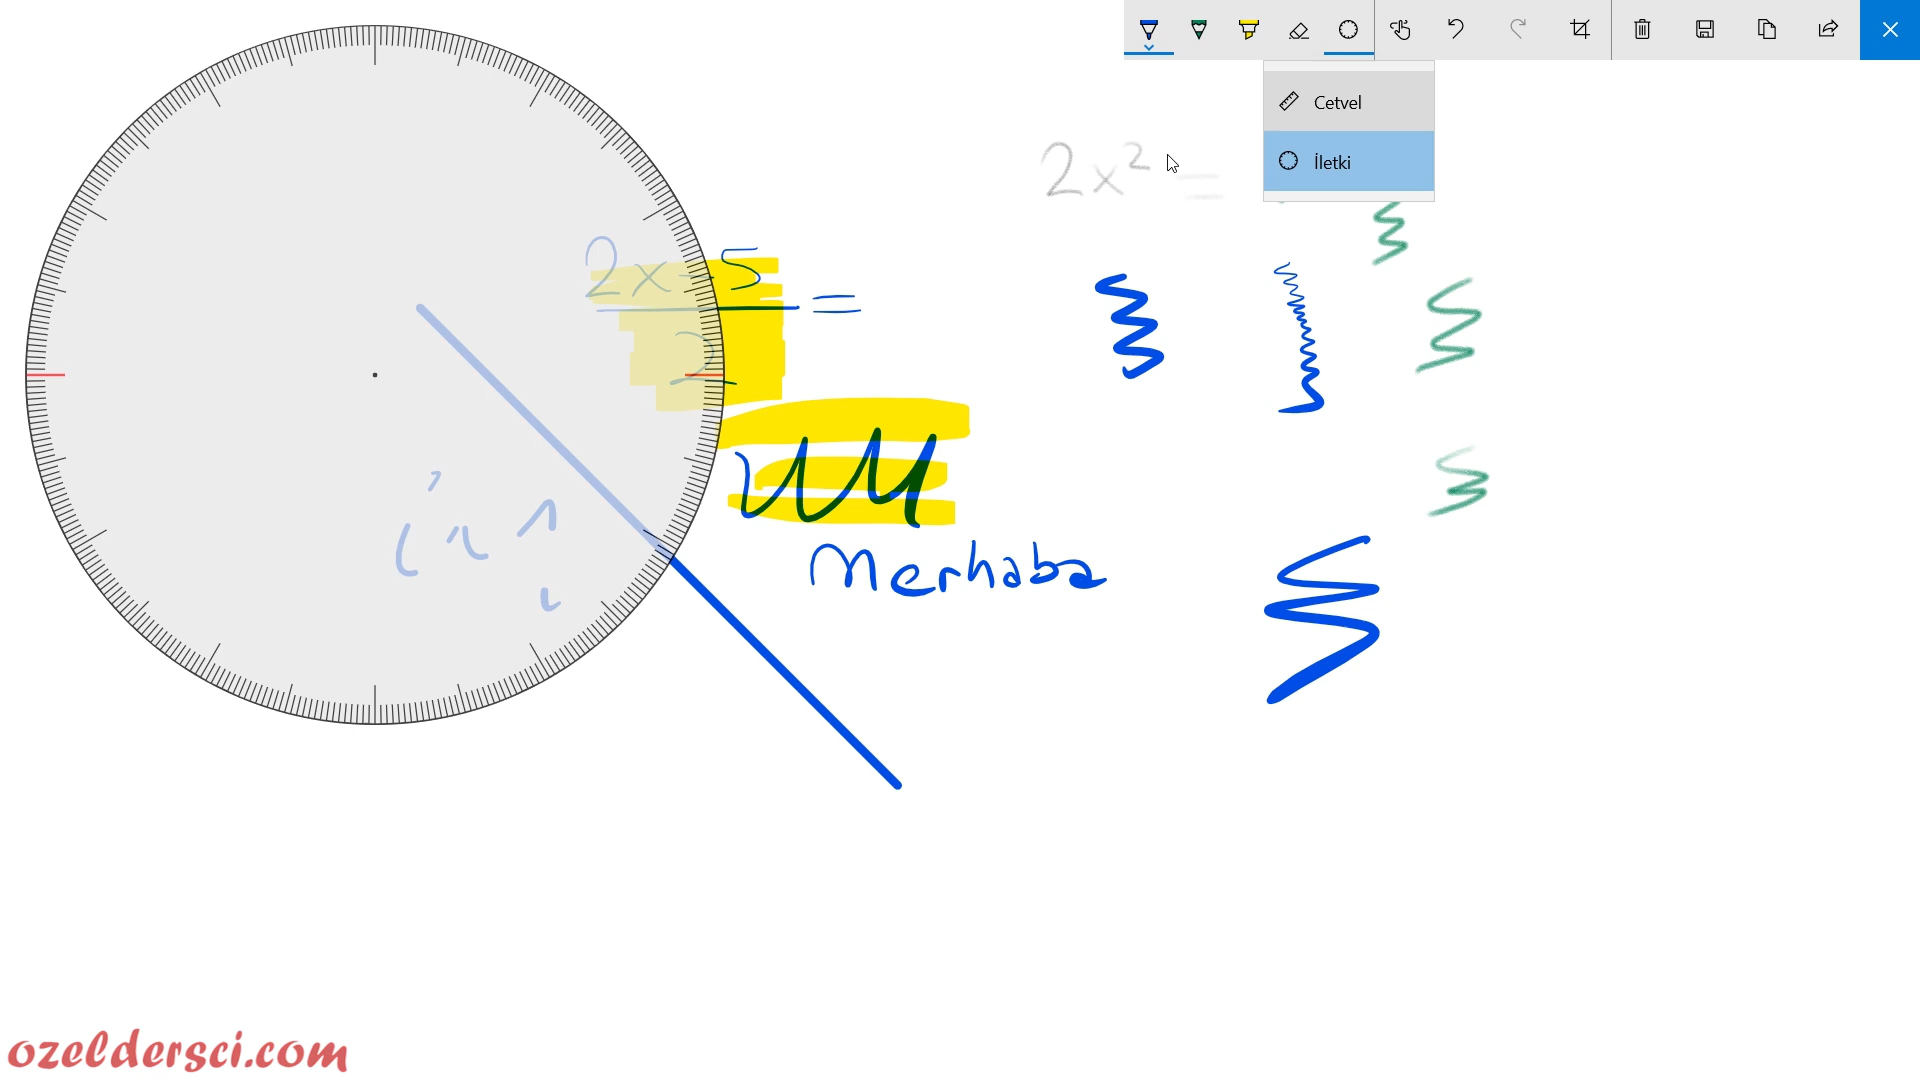 Cetvel
İletki
2x² =
2x-5
=
2
Merhaba
ozeldersci.com